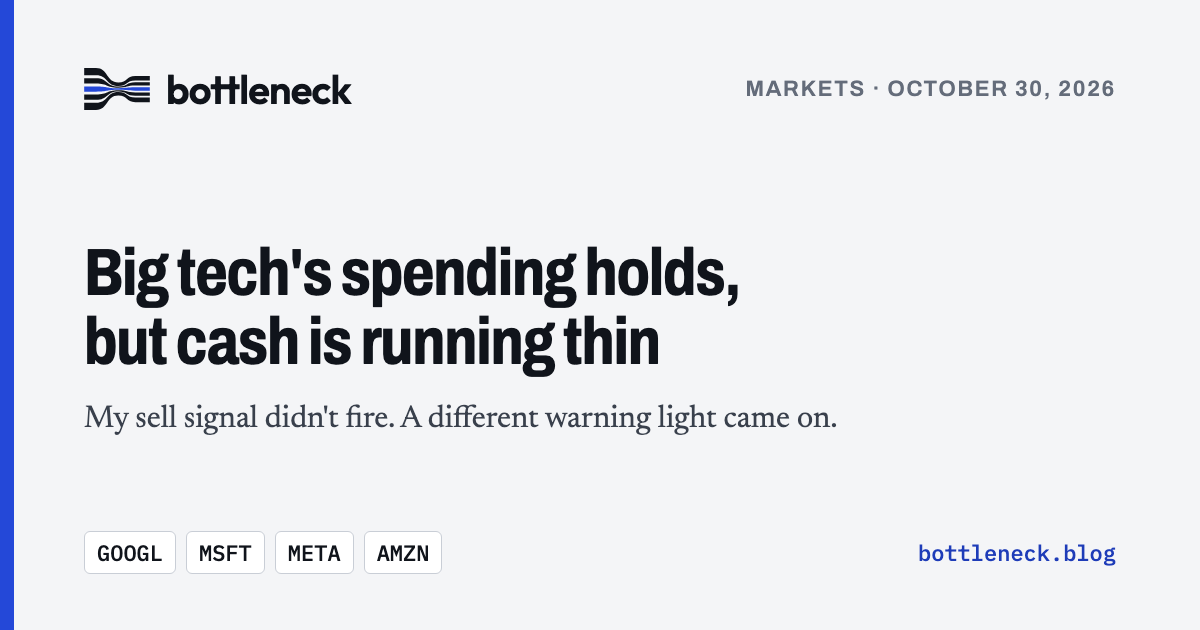 bottleneck
MARKETS · OCTOBER 30, 2026
Big tech's spending holds,
but cash is running thin
My sell signal didn't fire. A different warning light came on.
GOOGL MSFT META AMZN
bottleneck.blog